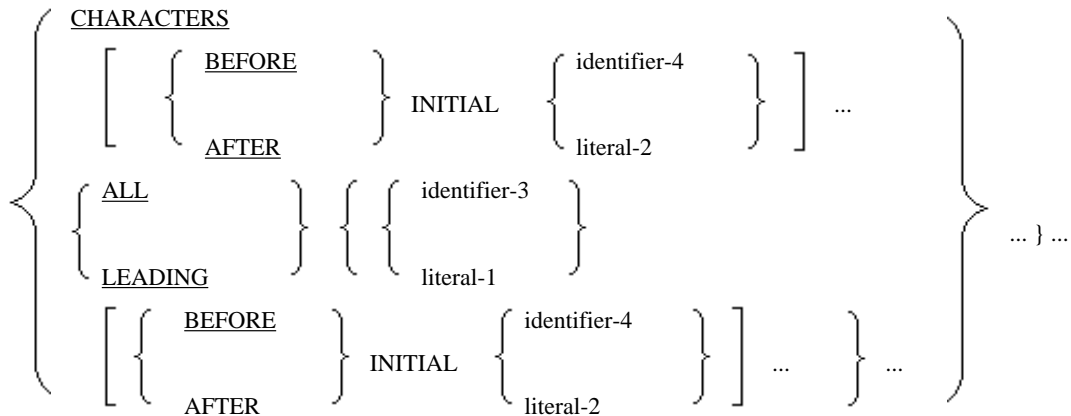 CHARACTERS
BEFORE identifier-4
INITIAL ...
AFTER literal-2
ALL identifier-3
... } ...
LEADING literal-1
BEFORE identifier-4
INITIAL ... ...
AFTER literal-2